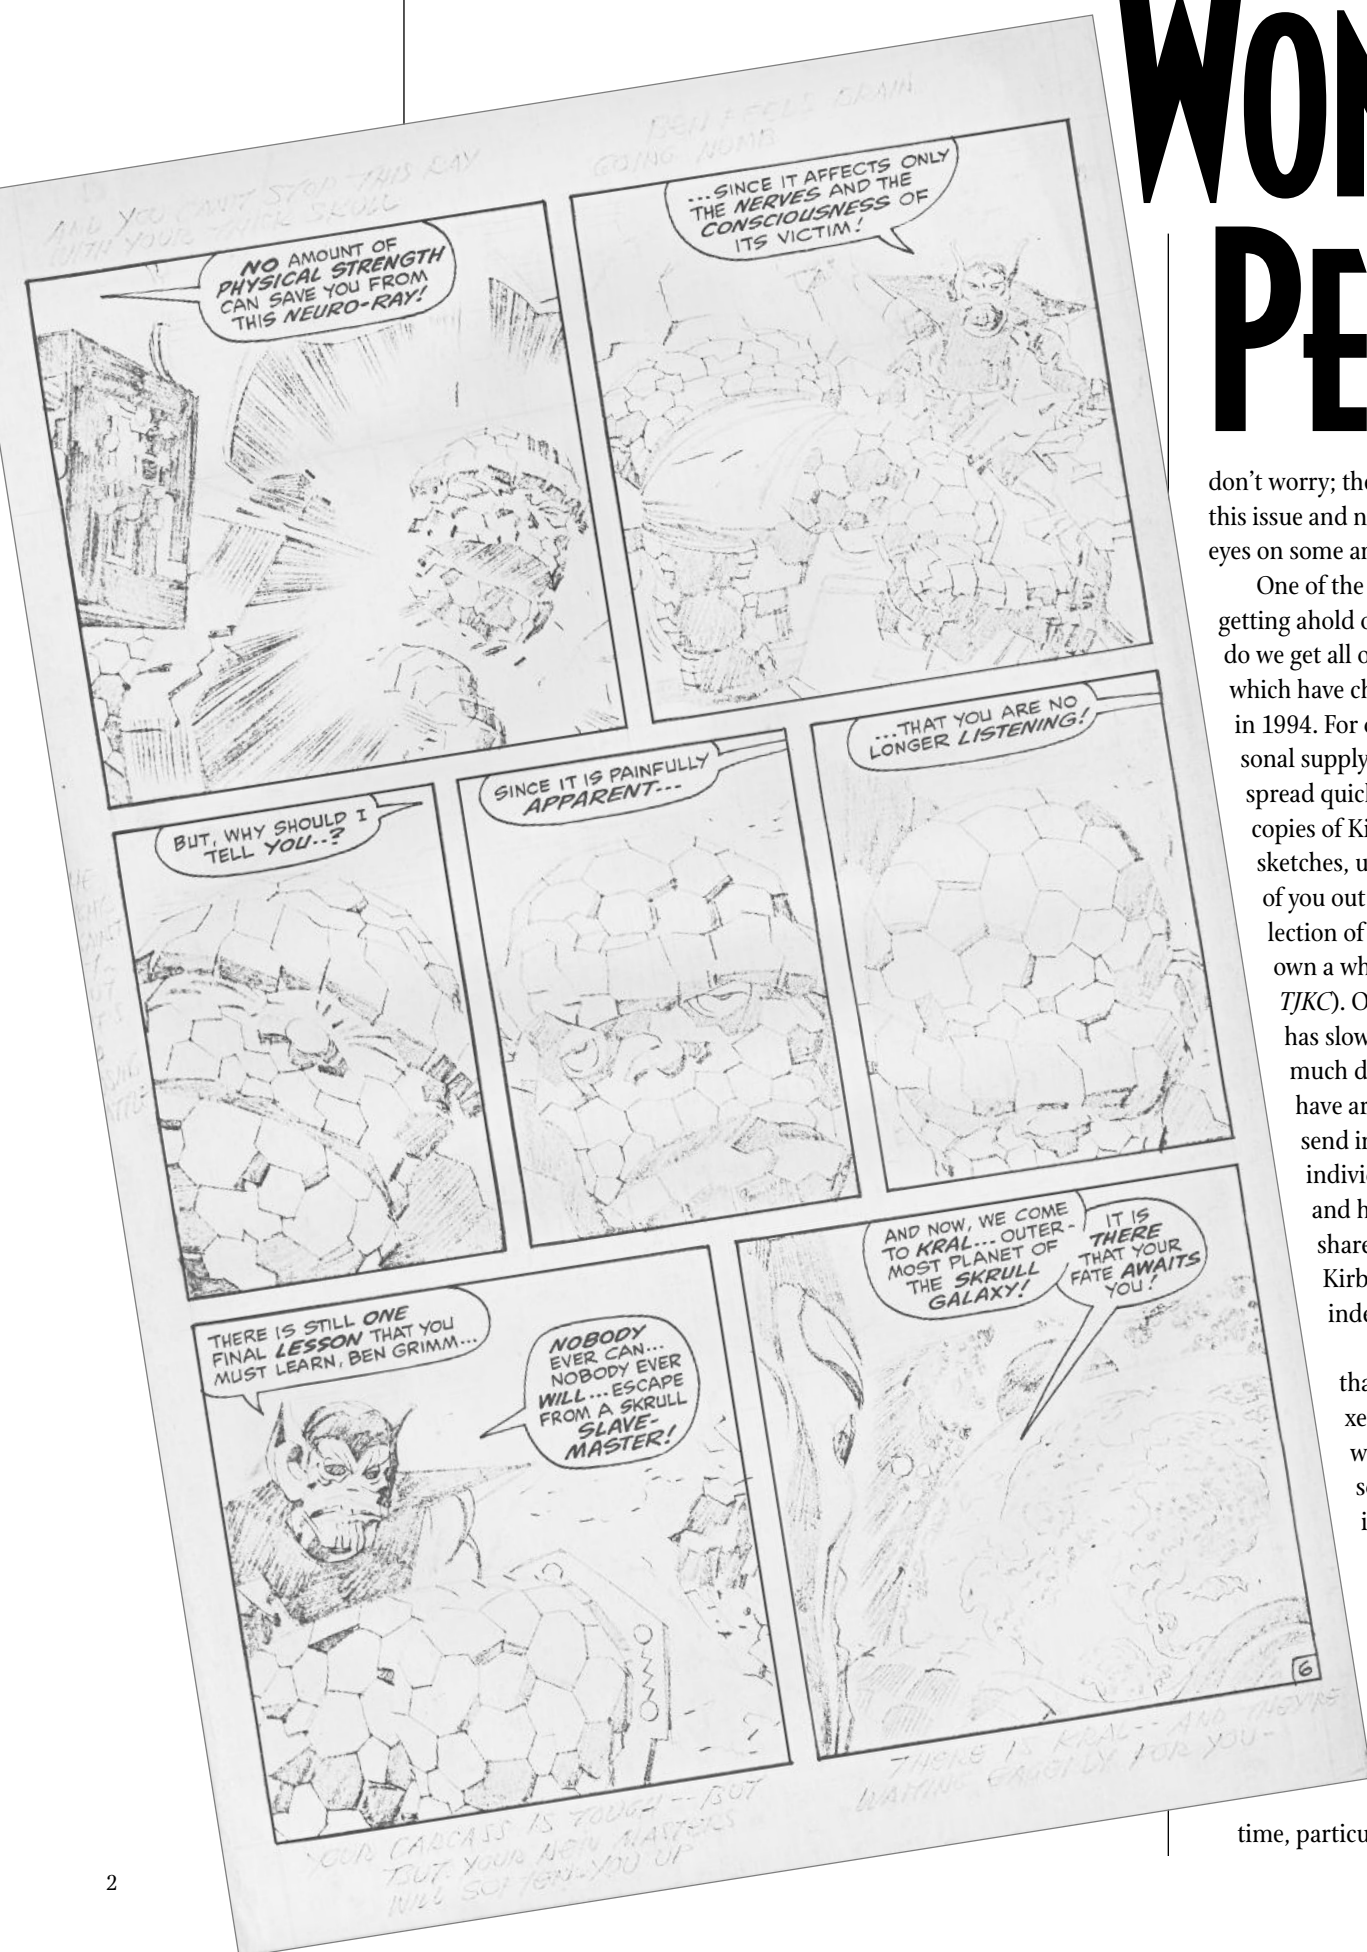 AND YOU CAN'T STOP THIS RAY
WITH YOUR THICK SKULL
BEN FEELS BRAIN
GOING NUMB
NO AMOUNT OF
PHYSICAL STRENGTH
CAN SAVE YOU FROM
THIS NEURO-RAY!
...SINCE IT AFFECTS ONLY
THE NERVES AND THE
CONSCIOUSNESS OF
ITS VICTIM!
BUT, WHY SHOULD I
TELL YOU..?
SINCE IT IS PAINFULLY
APPARENT...
...THAT YOU ARE NO
LONGER LISTENING!
THERE IS STILL ONE
FINAL LESSON THAT YOU
MUST LEARN, BEN GRIMM...
NOBODY
EVER CAN...
NOBODY EVER
WILL...ESCAPE
FROM A SKRULL
SLAVE-
MASTER!
AND NOW, WE COME
TO KRAL... OUTER-
MOST PLANET OF
THE SKRULL
GALAXY!
IT IS
THERE
THAT YOUR
FATE AWAITS
YOU!
6
YOUR CARCASS IS TOUGH -- BUT
BUT YOUR NEW MASTERS
WILL SOFTEN YOU UP
THERE IS KRAL -- AND THEY'RE
WAITING EAGERLY FOR YOU-
2
WON
PE
don't worry; the
this issue and n
eyes on some ar
One of the
getting ahold o
do we get all o
which have ch
in 1994. For
sonal supply
spread quick
copies of Ki
sketches, u
of you out
lection of
own a wh
TJKC). O
has slow
much d
have ar
send in
individ
and h
share
Kirb
inde
tha
xe
w
s
i
time, particu